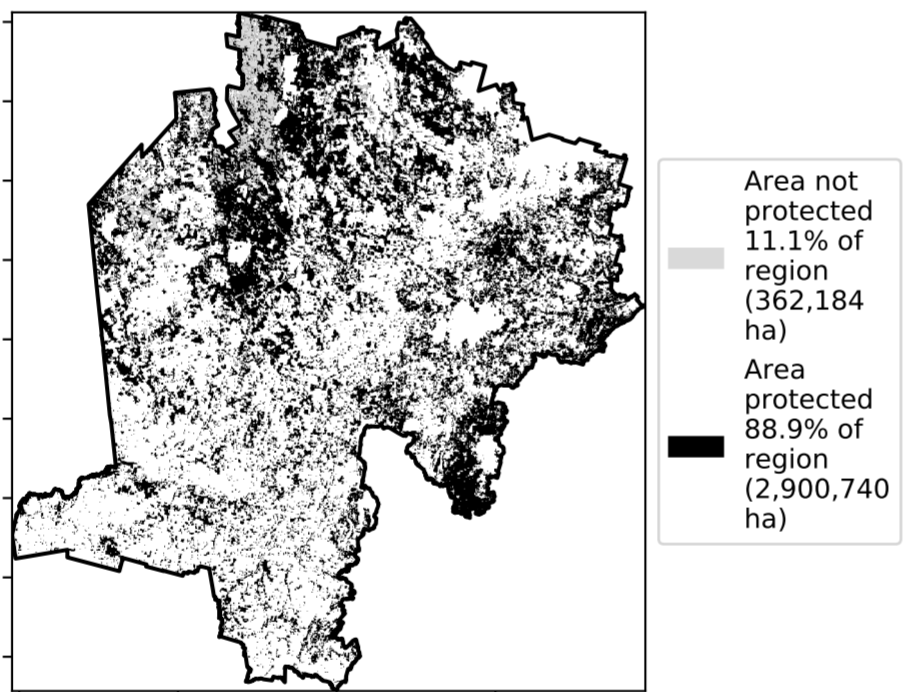 Area not
protected
11.1% of
region
(362,184
ha)
Area
protected
88.9% of
region
(2,900,740
ha)